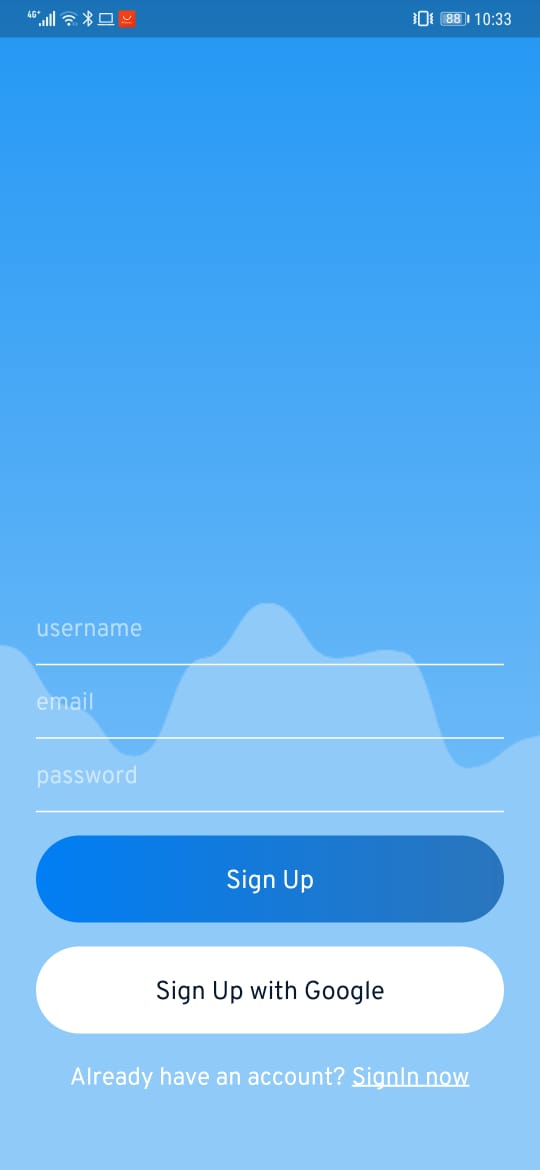 4G+ 88 10:33
username
email
password
Sign Up
Sign Up with Google
Already have an account? SignIn now